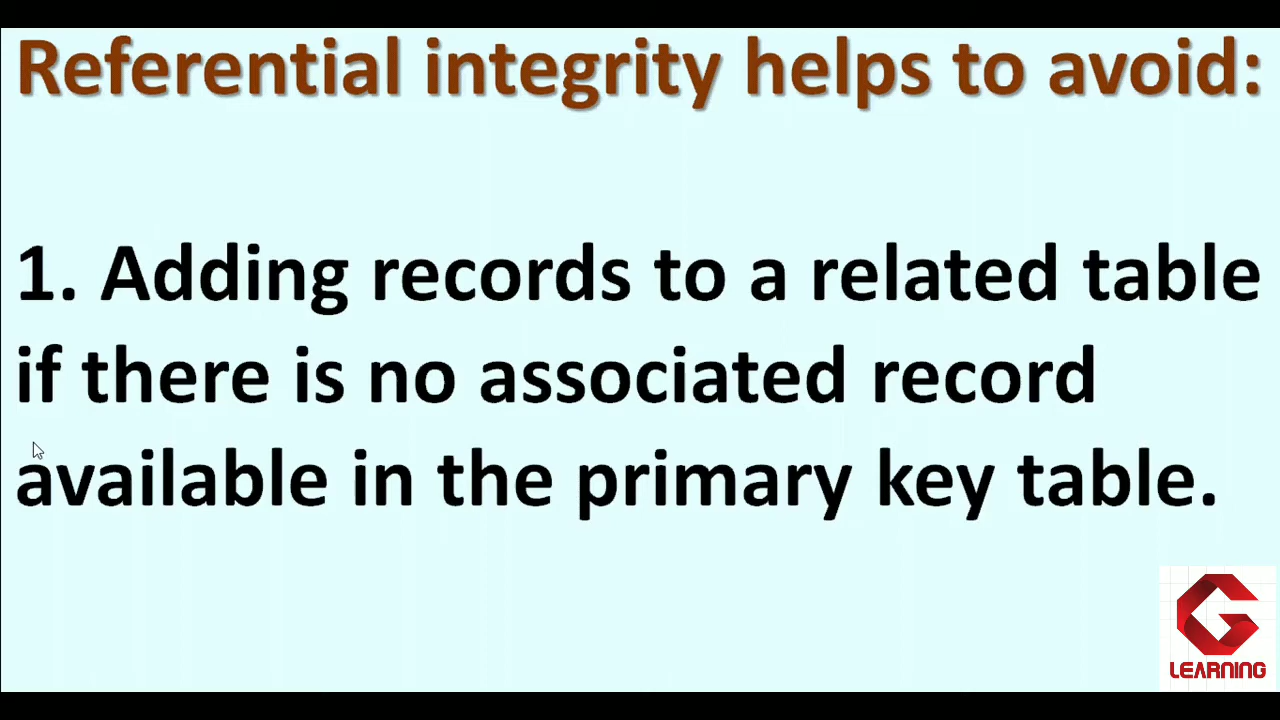 Referential integrity helps to avoid:
1. Adding records to a related table
if there is no associated record
available in the primary key table.
LEARNING